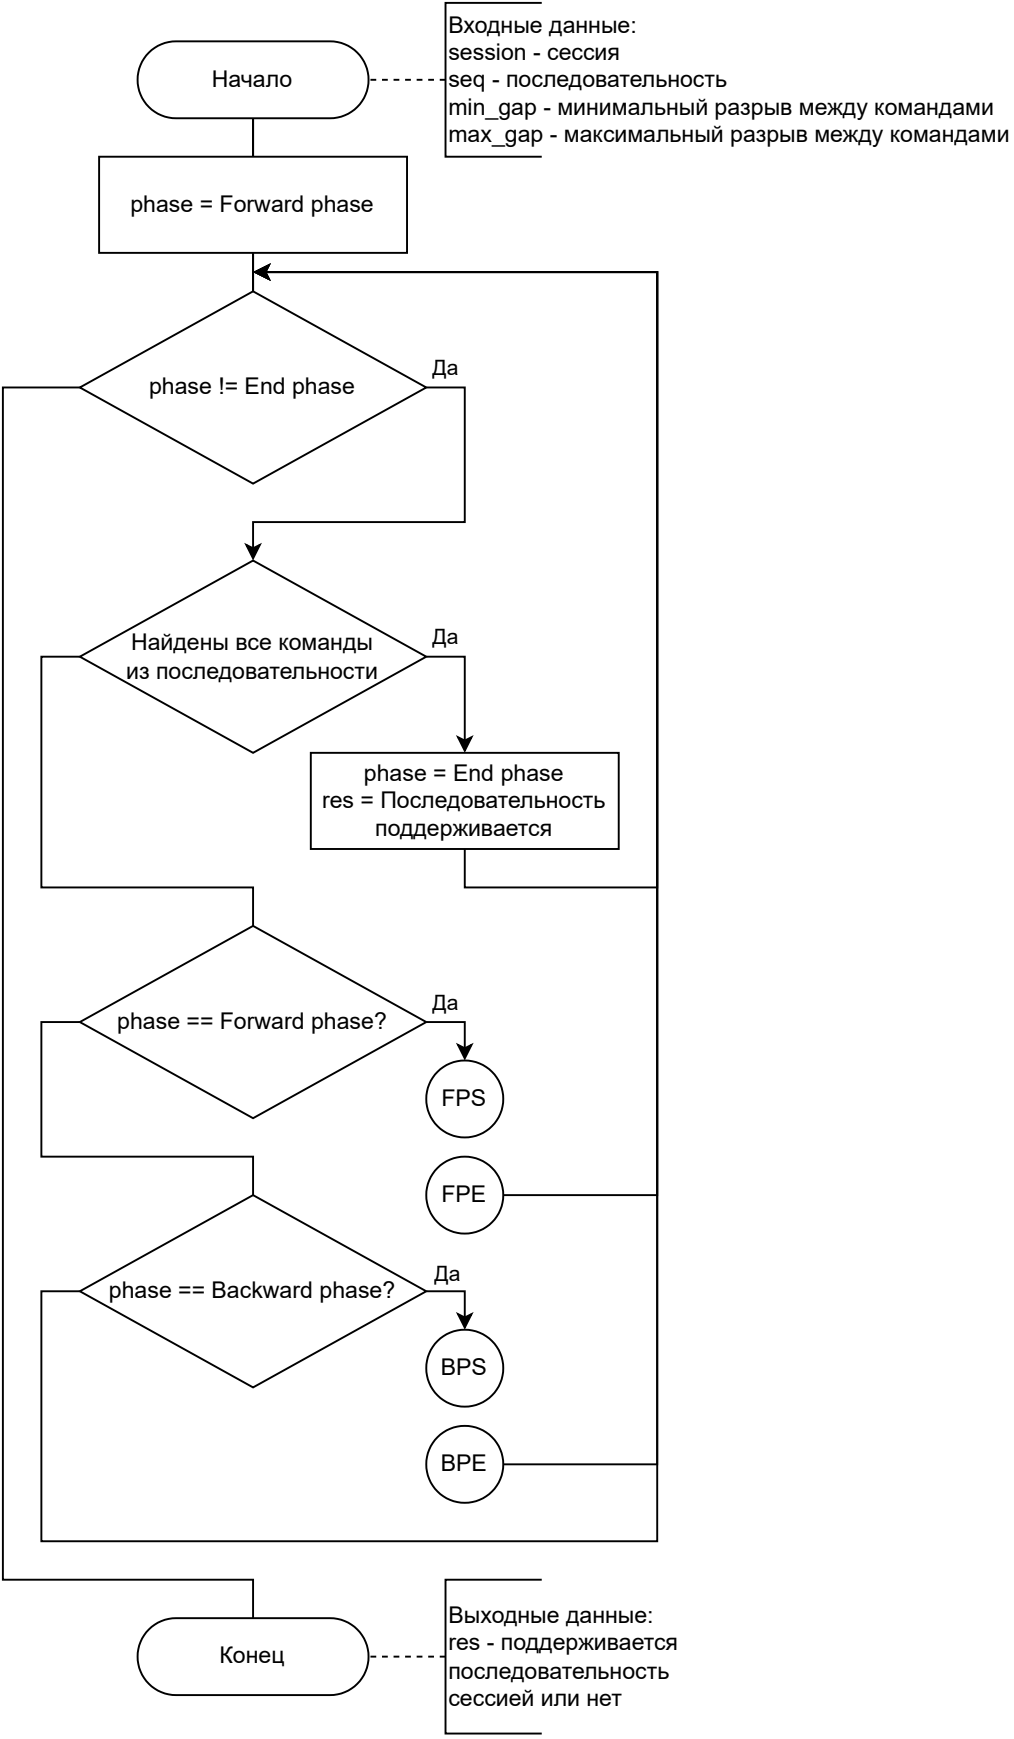 Входные данные:
session - сессия
seq - последовательность
min_gap - минимальный разрыв между командами
max_gap - максимальный разрыв между командами
Начало
phase = Forward phase
phase != End phase
Да
Найдены все команды
из последовательности
Да
phase = End phase
res = Последовательность
поддерживается
phase == Forward phase?
Да
FPS
FPE
phase == Backward phase?
Да
BPS
BPE
Конец
Выходные данные:
res - поддерживается
последовательность
сессией или нет